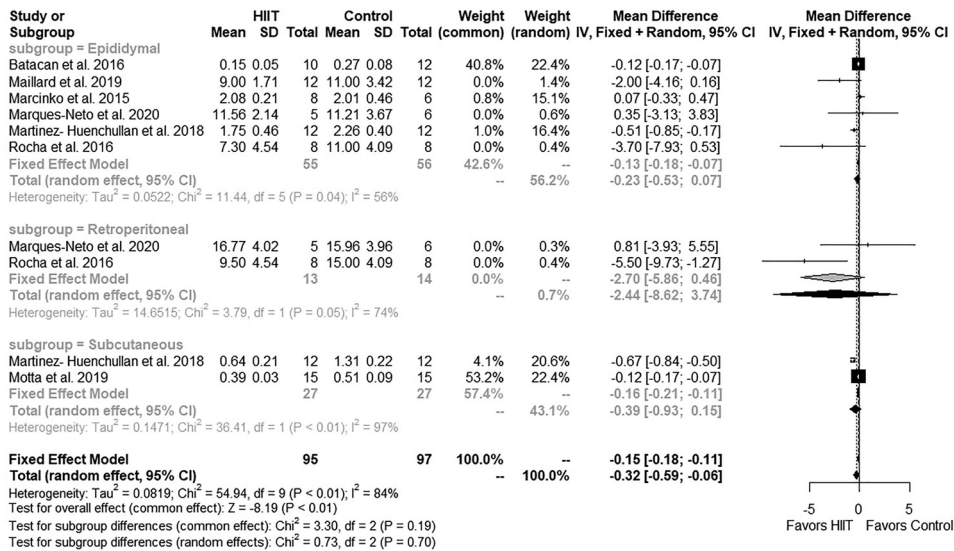 Study or HIIT Control Weight Weight Mean Difference Mean Difference
Subgroup Mean SD Total Mean SD Total (common) (random) IV, Fixed + Random, 95% CI IV, Fixed + Random, 95% CI
subgroup = Epididymal
Batacan et al. 2016 0.15 0.05 10 0.27 0.08 12 40.8% 22.4% -0.12 [-0.17; -0.07]
Maillard et al. 2019 9.00 1.71 12 11.00 3.42 12 0.0% 1.4% -2.00 [-4.16; 0.16]
Marcinko et al. 2015 2.08 0.21 8 2.01 0.46 6 0.8% 15.1% 0.07 [-0.33; 0.47]
Marques-Neto et al. 2020 11.56 2.14 5 11.21 3.67 6 0.0% 0.6% 0.35 [-3.13; 3.83]
Martinez- Huenchullan et al. 2018 1.75 0.46 12 2.26 0.40 12 1.0% 16.4% -0.51 [-0.85; -0.17]
Rocha et al. 2016 7.30 4.54 8 11.00 4.09 8 0.0% 0.4% -3.70 [-7.93; 0.53]
Fixed Effect Model 55 56 42.6% -- -0.13 [-0.18; -0.07]
Total (random effect, 95% CI) -- 56.2% -0.23 [-0.53; 0.07]
Heterogeneity: Tau² = 0.0522; Chi² = 11.44, df = 5 (P = 0.04); I² = 56%
subgroup = Retroperitoneal
Marques-Neto et al. 2020 16.77 4.02 5 15.96 3.96 6 0.0% 0.3% 0.81 [-3.93; 5.55]
Rocha et al. 2016 9.50 4.54 8 15.00 4.09 8 0.0% 0.4% -5.50 [-9.73; -1.27]
Fixed Effect Model 13 14 0.0% -- -2.70 [-5.86; 0.46]
Total (random effect, 95% CI) -- 0.7% -2.44 [-8.62; 3.74]
Heterogeneity: Tau² = 14.6515; Chi² = 3.79, df = 1 (P = 0.05); I² = 74%
subgroup = Subcutaneous
Martinez- Huenchullan et al. 2018 0.64 0.21 12 1.31 0.22 12 4.1% 20.6% -0.67 [-0.84; -0.50]
Motta et al. 2019 0.39 0.03 15 0.51 0.09 15 53.2% 22.4% -0.12 [-0.17; -0.07]
Fixed Effect Model 27 27 57.4% -- -0.16 [-0.21; -0.11]
Total (random effect, 95% CI) -- 43.1% -0.39 [-0.93; 0.15]
Heterogeneity: Tau² = 0.1471; Chi² = 36.41, df = 1 (P < 0.01); I² = 97%
Fixed Effect Model 95 97 100.0% -- -0.15 [-0.18; -0.11]
Total (random effect, 95% CI) -- 100.0% -0.32 [-0.59; -0.06]
Heterogeneity: Tau² = 0.0819; Chi² = 54.94, df = 9 (P < 0.01); I² = 84%
Test for overall effect (common effect): Z = -8.19 (P < 0.01)
Test for subgroup differences (common effect): Chi² = 3.30, df = 2 (P = 0.19)
Test for subgroup differences (random effects): Chi² = 0.73, df = 2 (P = 0.70)
-5 0 5
Favors HIIT Favors Control